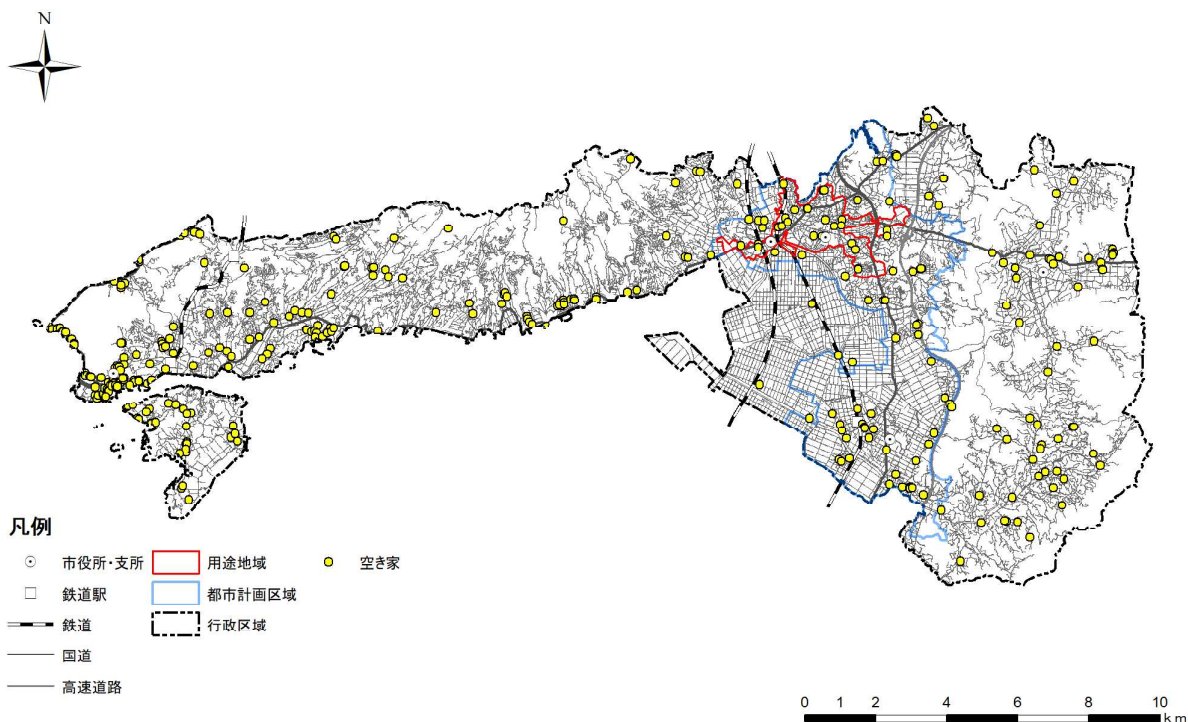 N
凡例
市役所・支所 用途地域 空き家
鉄道駅 都市計画区域
鉄道 行政区域
国道
高速道路
0 1 2 4 6 8 10
km